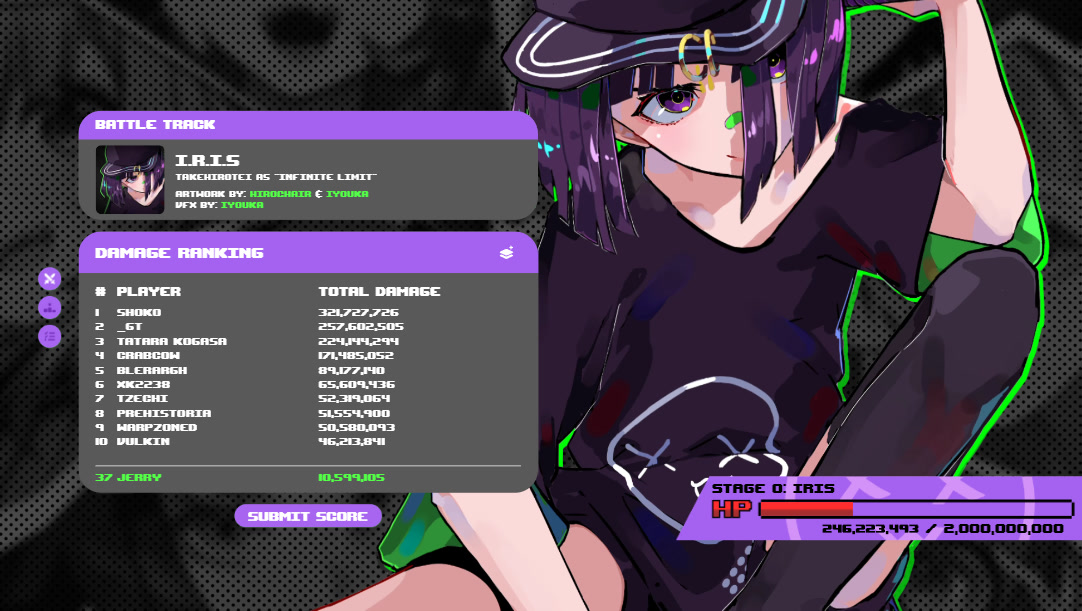 BATTLE TRACK
I.R.I.S
TAKEHIROTEI AS "INFINITE LIMIT"
ARTWORK BY: HIROCHAIR & IYOUKA
VFX BY: IYOUKA
DAMAGE RANKING
# PLAYER TOTAL DAMAGE
1 SHOKO 321,727,726
2 _GT 257,602,505
3 TATARA KOGASA 224,144,294
4 CRABCOW 171,485,052
5 BLERARGH 89,177,140
6 XK2238 65,609,436
7 TZECHI 52,319,064
8 PREHISTORIA 51,554,900
9 WARPZONED 50,580,093
10 VULKIN 46,213,841
37 JERRY 10,599,105
SUBMIT SCORE
STAGE 0: IRIS
HP
246,223,493 / 2,000,000,000